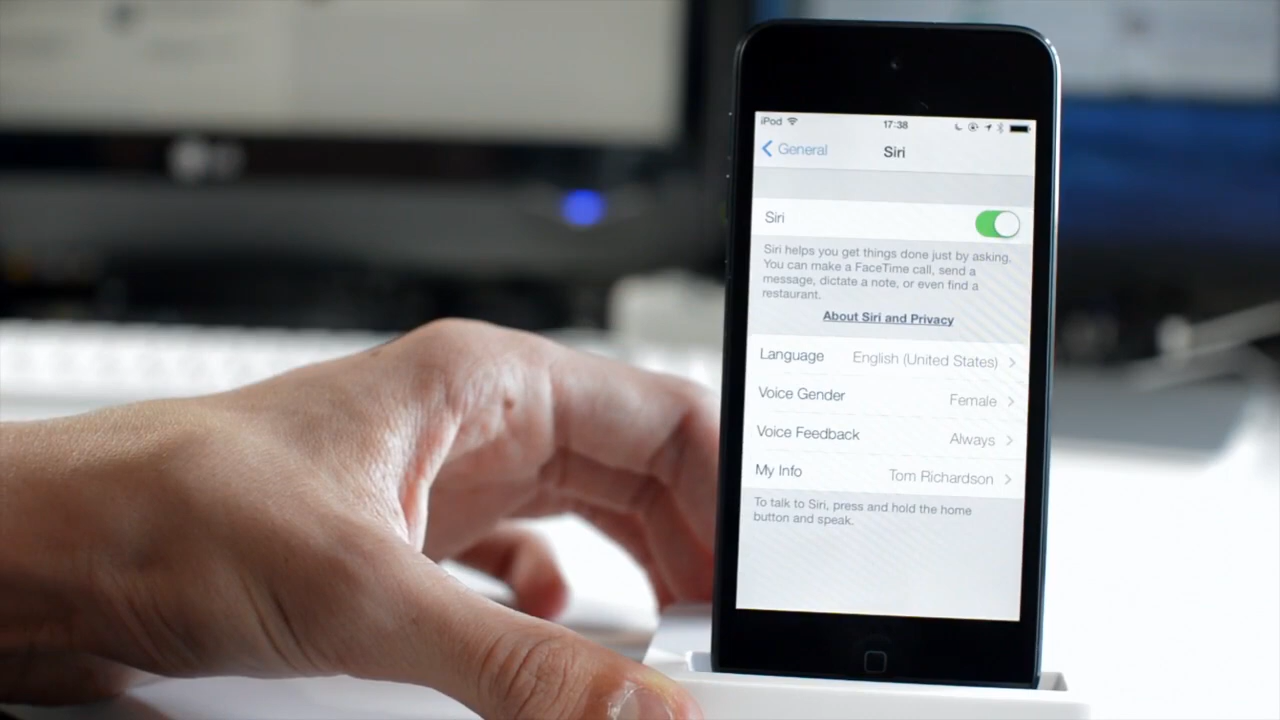 iPod 17:38
General Siri
Siri
Siri helps you get things done just by asking.
You can make a FaceTime call, send a
message, dictate a note, or even find a
restaurant.
About Siri and Privacy
Language English (United States)
Voice Gender Female
Voice Feedback Always
My Info Tom Richardson
To talk to Siri, press and hold the home
button and speak.